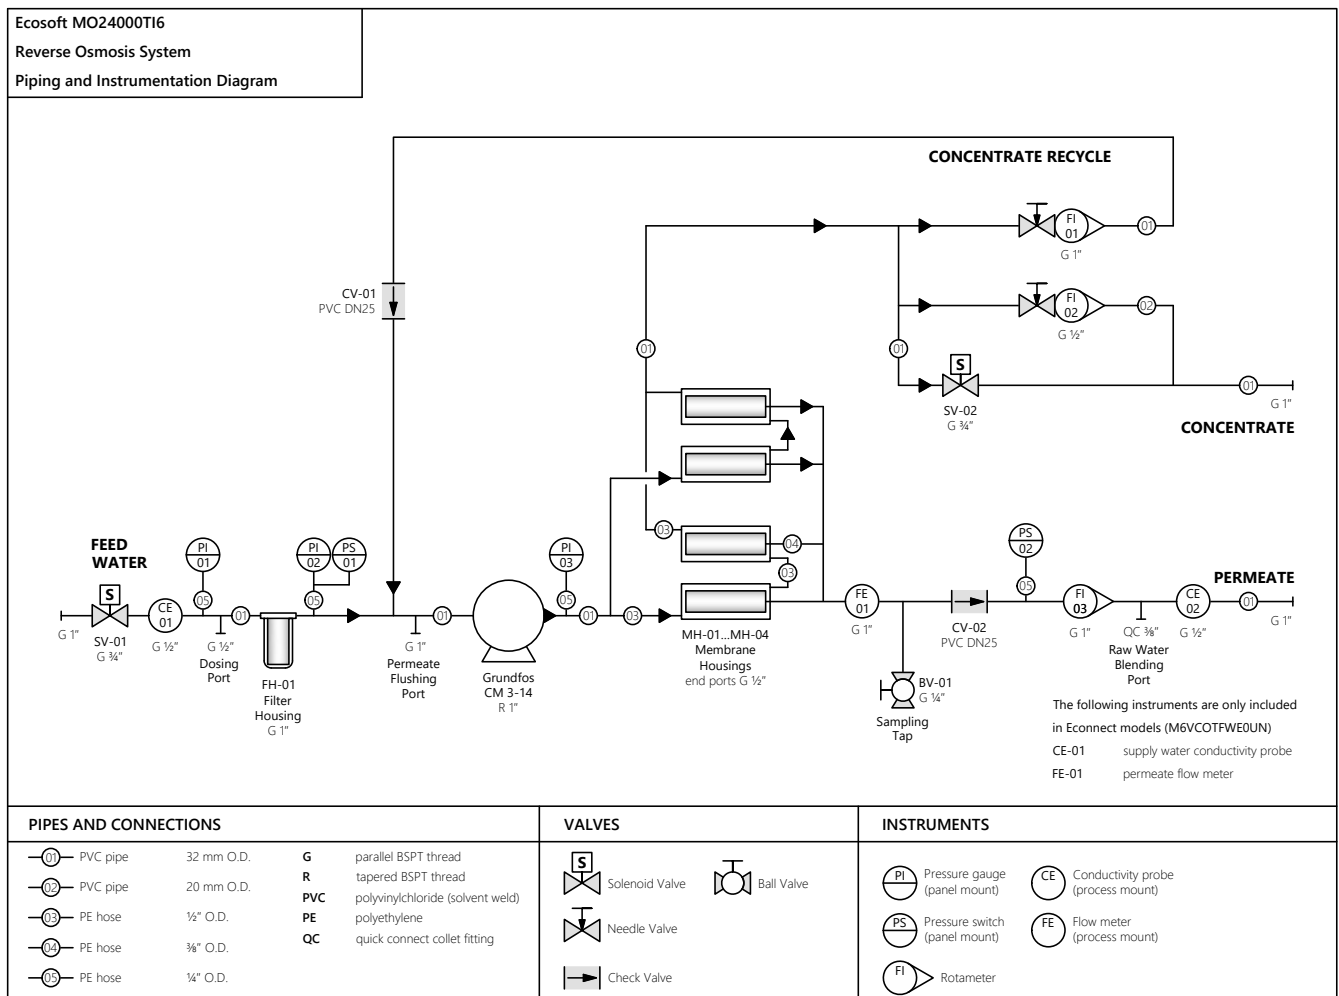 Ecosoft MO24000TI6
Reverse Osmosis System
Piping and Instrumentation Diagram
CONCENTRATE RECYCLE
FI
01
01
G 1"
CV-01
PVC DN25
FI
02
02
G ½"
01
01
S
SV-02
G ¾"
01
G 1"
CONCENTRATE
FEED
WATER
S
G 1"
SV-01
G ¾"
CE
01
G ½"
PI
01
05
G ½"
Dosing
Port
01
FH-01
Filter
Housing
G 1"
PI
02
PS
01
05
G 1"
Permeate
Flushing
Port
01
Grundfos
CM 3-14
R 1"
PI
03
05
01
03
03
04
03
MH-01...MH-04
Membrane
Housings
end ports G ½"
FE
01
G 1"
BV-01
G ¼"
Sampling
Tap
CV-02
PVC DN25
PS
02
05
FI
03
G 1"
QC ⅜"
Raw Water
Blending
Port
PERMEATE
CE
02
G ½"
01
G 1"
The following instruments are only included
in Econnect models (M6VCOTFWE0UN)
CE-01 supply water conductivity probe
FE-01 permeate flow meter
PIPES AND CONNECTIONS
01 PVC pipe 32 mm O.D.
02 PVC pipe 20 mm O.D.
03 PE hose ½" O.D.
04 PE hose ⅜" O.D.
05 PE hose ¼" O.D.
G parallel BSPT thread
R tapered BSPT thread
PVC polyvinylchloride (solvent weld)
PE polyethylene
QC quick connect collet fitting
VALVES
S
Solenoid Valve
Ball Valve
Needle Valve
Check Valve
INSTRUMENTS
PI Pressure gauge
(panel mount)
CE Conductivity probe
(process mount)
PS Pressure switch
(panel mount)
FE Flow meter
(process mount)
FI Rotameter